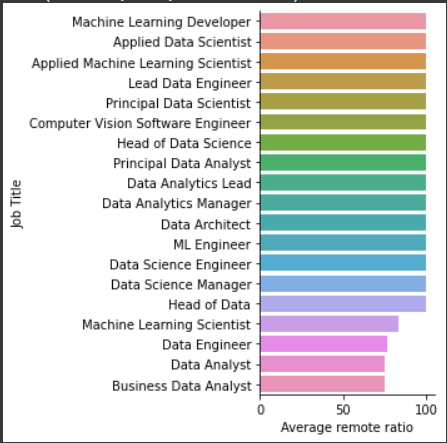 Machine Learning Developer
Applied Data Scientist
Applied Machine Learning Scientist
Lead Data Engineer
Principal Data Scientist
Computer Vision Software Engineer
Head of Data Science
Principal Data Analyst
Data Analytics Lead
Data Analytics Manager
Data Architect
ML Engineer
Data Science Engineer
Data Science Manager
Head of Data
Machine Learning Scientist
Data Engineer
Data Analyst
Business Data Analyst
Job Title
0 50 100
Average remote ratio